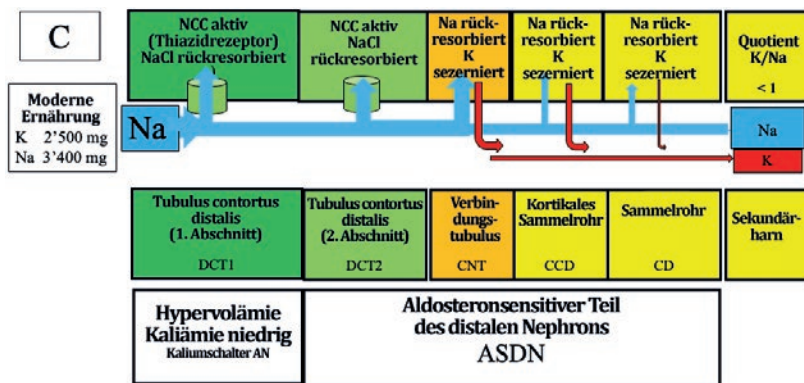 C
NCC aktiv
(Thiazidrezeptor)
NaCl rückresorbiert
NCC aktiv
NaCl
rückresorbiert
Na rück-
resorbiert
K
sezerniert
Na rück-
resorbiert
K
sezerniert
Na rück-
resorbiert
K
sezerniert
Quotient
K/Na
< 1
Moderne
Ernährung
K 2'500 mg
Na 3'400 mg
Na
Na
K
Tubulus contortus
distalis
(1. Abschnitt)
DCT1
Tubulus contortus
distalis
(2. Abschnitt)
DCT2
Verbin-
dungs-
tubulus
CNT
Kortikales
Sammelrohr
CCD
Sammelrohr
CD
Sekundär-
harn
Hypervolämie
Kaliämie niedrig
Kaliumschalter AN
Aldosteronsensitiver Teil
des distalen Nephrons
ASDN